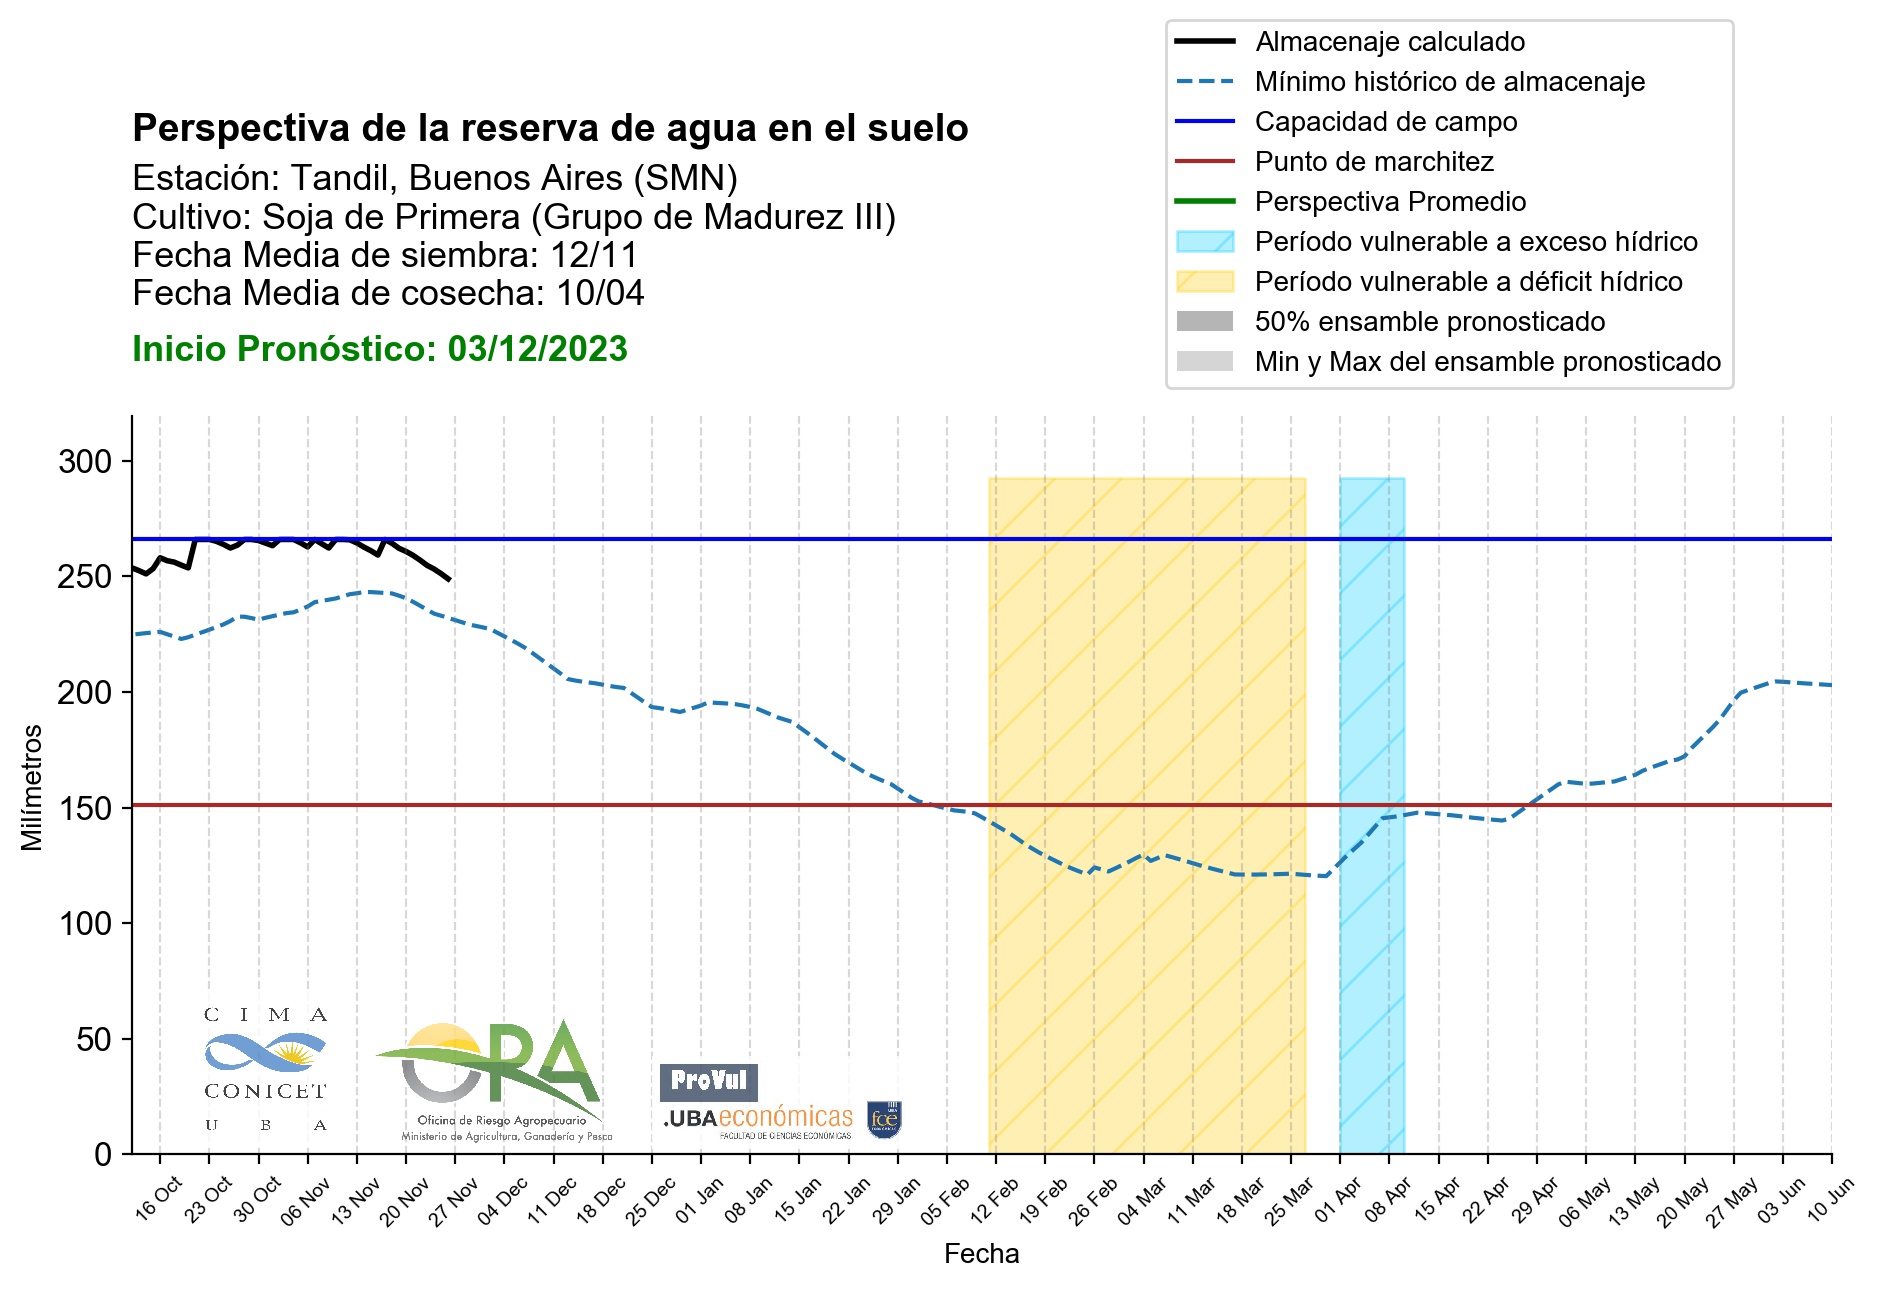 Almacenaje calculado
Mínimo histórico de almacenaje
Capacidad de campo
Punto de marchitez
Perspectiva Promedio
Período vulnerable a exceso hídrico
Período vulnerable a déficit hídrico
50% ensamble pronosticado
Min y Max del ensamble pronosticado
Perspectiva de la reserva de agua en el suelo
Estación: Tandil, Buenos Aires (SMN)
Cultivo: Soja de Primera (Grupo de Madurez III)
Fecha Media de siembra: 12/11
Fecha Media de cosecha: 10/04
Inicio Pronóstico: 03/12/2023
300
250
200
150
100
50
0
Milímetros
CIMA
CONICET
UBA
ORA
Oficina de Riesgo Agropecuario
Ministerio de Agricultura, Ganadería y Pesca
ProVul
.UBAeconómicas
FACULTAD DE CIENCIAS ECONÓMICAS
fce
16 Oct
23 Oct
30 Oct
06 Nov
13 Nov
20 Nov
27 Nov
04 Dec
11 Dec
18 Dec
25 Dec
01 Jan
08 Jan
15 Jan
22 Jan
29 Jan
05 Feb
12 Feb
19 Feb
26 Feb
04 Mar
11 Mar
18 Mar
25 Mar
01 Apr
08 Apr
15 Apr
22 Apr
29 Apr
06 May
13 May
20 May
27 May
03 Jun
10 Jun
Fecha